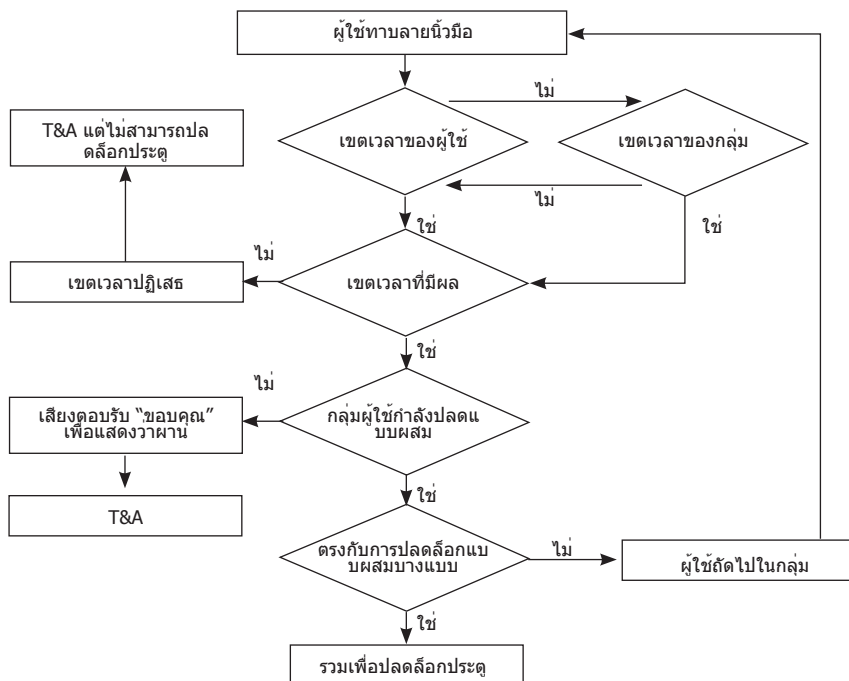 ผู้ใช้ทาบลายนิ้วมือ
ไม่
เขตเวลาของผู้ใช้
เขตเวลาของกลุ่ม
T&A แต่ไม่สามารถปล
ดล็อกประตู
ไม่
ใช่
ใช่
ไม่
เขตเวลาปฏิเสธ
เขตเวลาที่มีผล
ใช่
ไม่
เสียงตอบรับ “ขอบคุณ”
เพื่อแสดงว่าผ่าน
กลุ่มผู้ใช้กำลังปลดแ
บบผสม
T&A
ใช่
ตรงกับการปลดล็อกแบ
บผสมบางแบบ
ไม่
ผู้ใช้ถัดไปในกลุ่ม
ใช่
รวมเพื่อปลดล็อกประตู